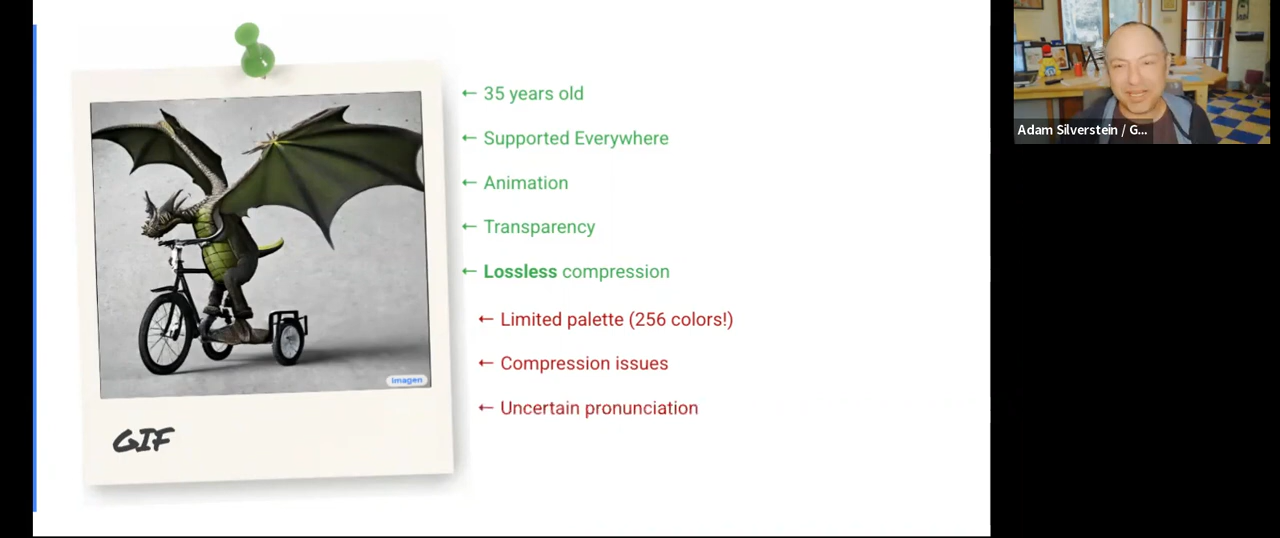 ← 35 years old
← Supported Everywhere
← Animation
← Transparency
← Lossless compression
← Limited palette (256 colors!)
← Compression issues
← Uncertain pronunciation
Imagen
GIF
Adam Silverstein / G...